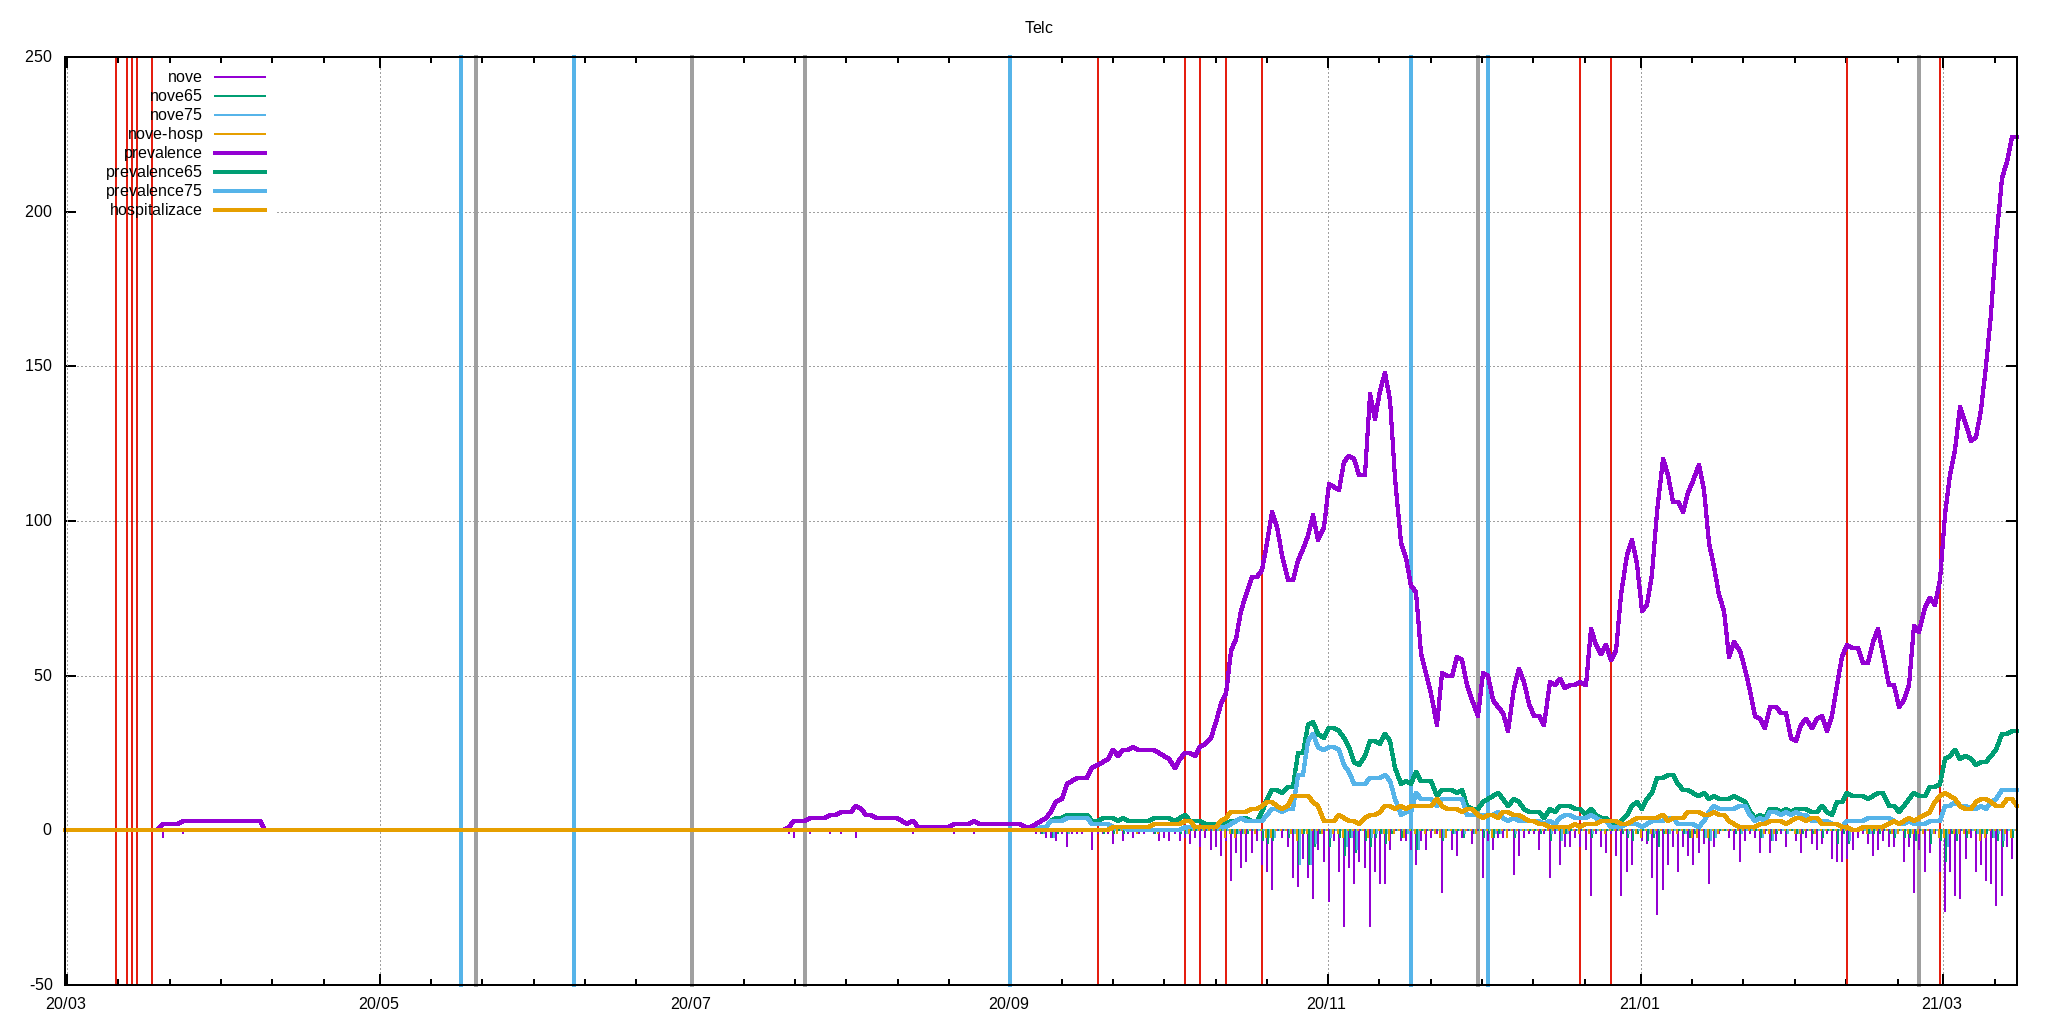 Telc
250
200
150
100
50
0
-50
nove
nove65
nove75
nove-hosp
prevalence
prevalence65
prevalence75
hospitalizace
20/03 20/05 20/07 20/09 20/11 21/01 21/03